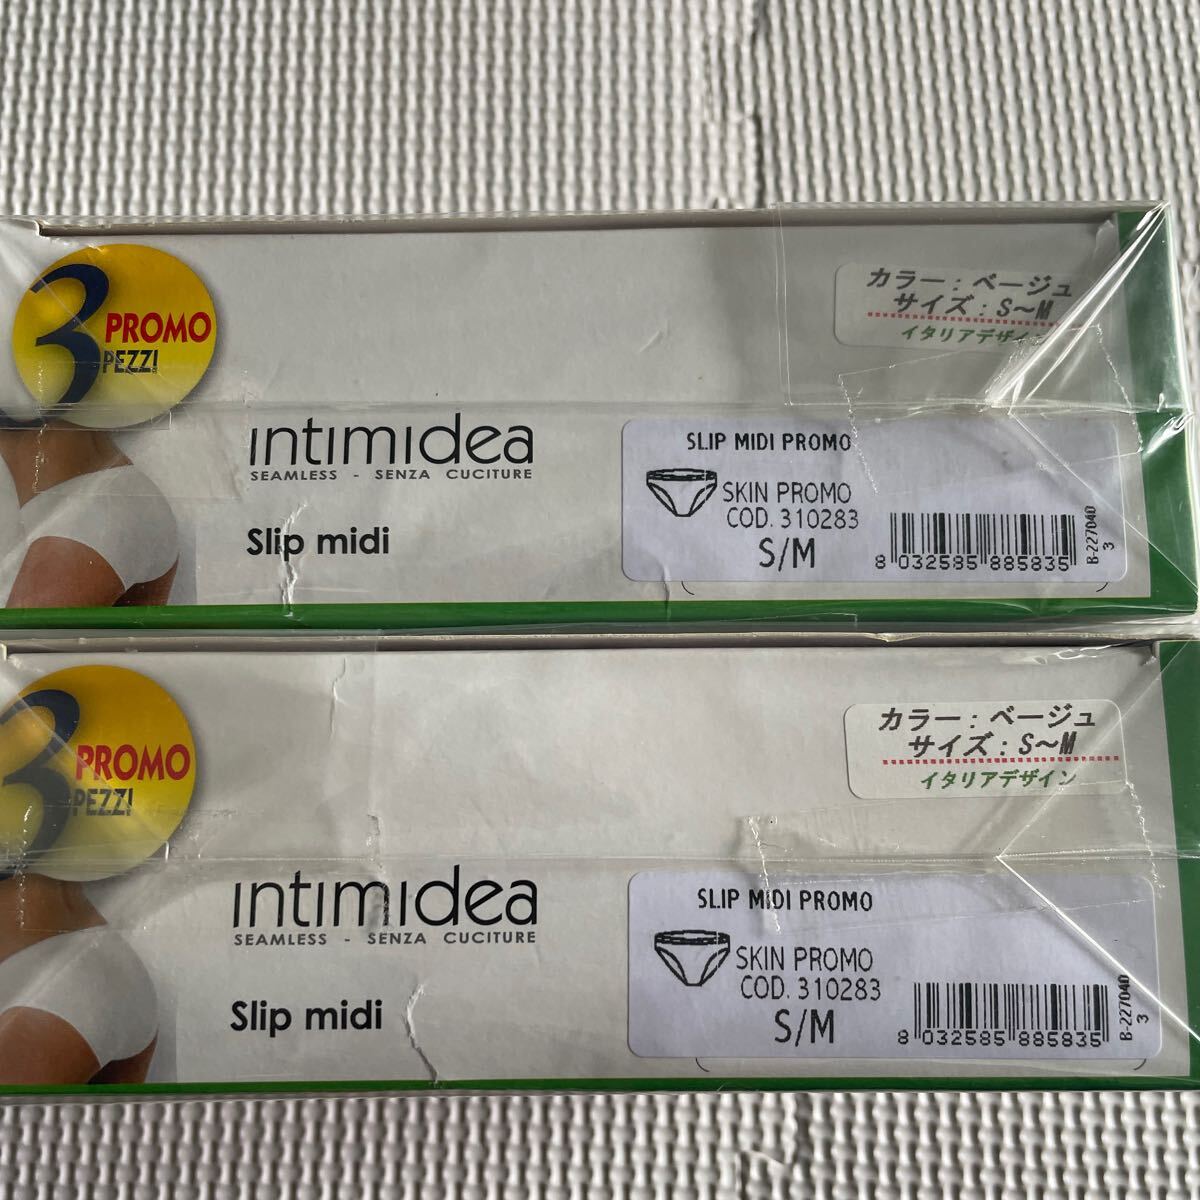 3
PROMO
PEZZI
カラー：ベージュ
サイズ：S～M
イタリアデザイン
intimidea
SEAMLESS - SENZA CUCITURE
Slip midi
SLIP MIDI PROMO
SKIN PROMO
COD. 310283
S/M
8 032585 885835
B-227040
3
3
PROMO
PEZZI
カラー：ベージュ
サイズ：S～M
イタリアデザイン
intimidea
SEAMLESS - SENZA CUCITURE
Slip midi
SLIP MIDI PROMO
SKIN PROMO
COD. 310283
S/M
8 032585 885835
B-227040
3